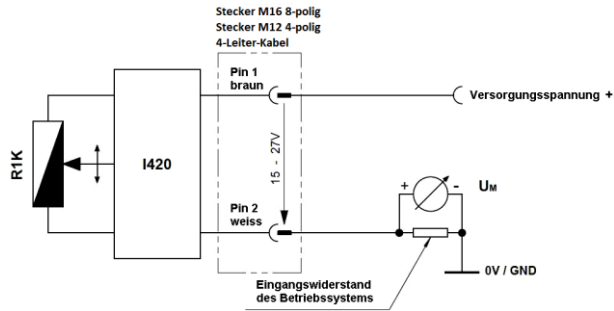 Stecker M16 8-polig
Stecker M12 4-polig
4-Leiter-Kabel
Pin 1
braun
Versorgungsspannung +
R1K
I420
15 - 27V
+
-
UM
Pin 2
weiss
0V / GND
Eingangswiderstand
des Betriebssystems